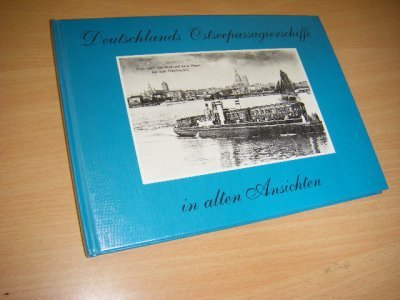 Deutschlands Ostseepassagierschiffe
in alten Ansichten